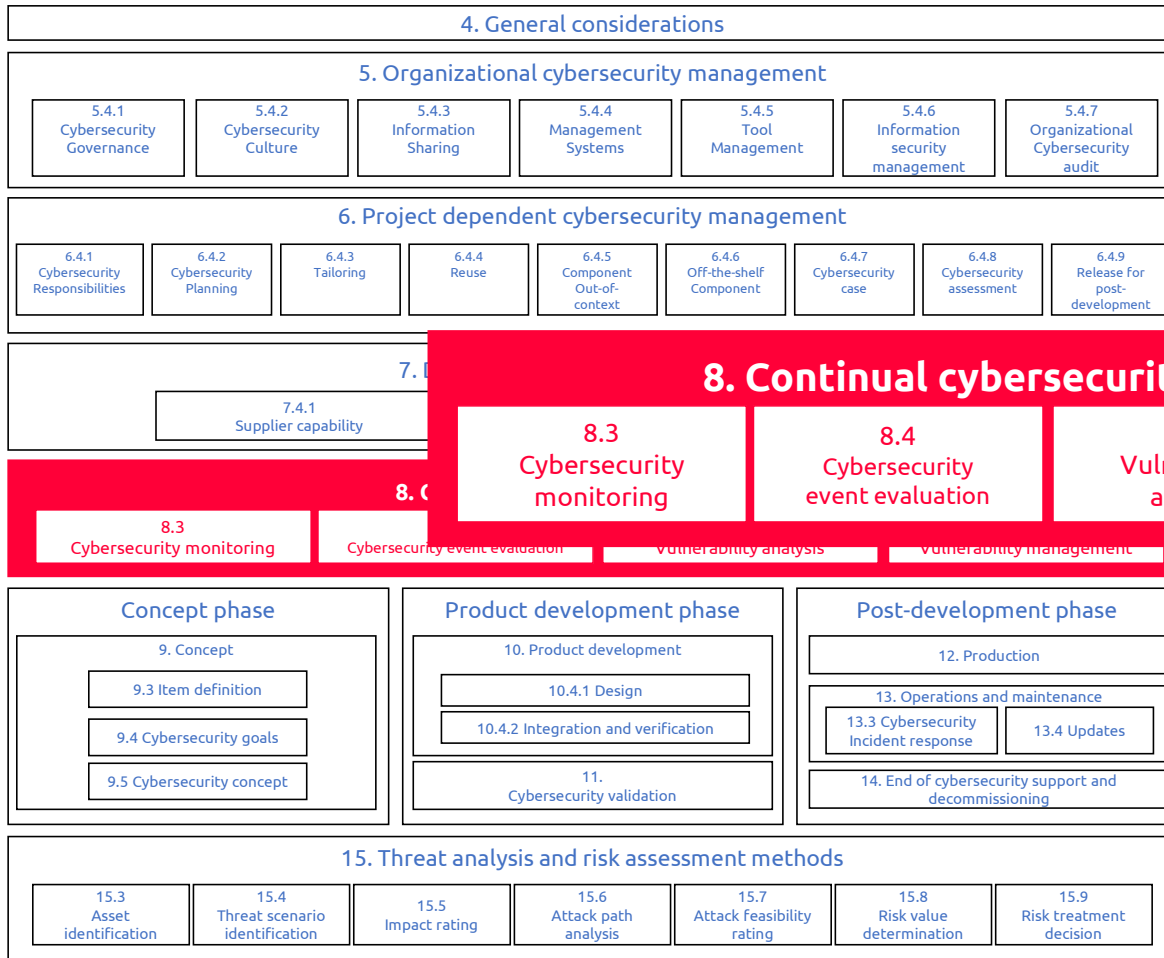 4. General considerations
5. Organizational cybersecurity management
5.4.1
Cybersecurity
Governance
5.4.2
Cybersecurity
Culture
5.4.3
Information
Sharing
5.4.4
Management
Systems
5.4.5
Tool
Management
5.4.6
Information
security
management
5.4.7
Organizational
Cybersecurity
audit
6. Project dependent cybersecurity management
6.4.1
Cybersecurity
Responsibilities
6.4.2
Cybersecurity
Planning
6.4.3
Tailoring
6.4.4
Reuse
6.4.5
Component
Out-of-
context
6.4.6
Off-the-shelf
Component
6.4.7
Cybersecurity
case
6.4.8
Cybersecurity
assessment
6.4.9
Release for
post-
development
7.
7.4.1
Supplier capability
8. Continual
8.3
Cybersecurity
monitoring
8.4
Cybersecurity
event evaluation
8.
8.3
Cybersecurity monitoring
Cybersecurity event evaluation
Vulnerability analysis
Vulnerability management
Concept phase
9. Concept
9.3 Item definition
9.4 Cybersecurity goals
9.5 Cybersecurity concept
Product development phase
10. Product development
10.4.1 Design
10.4.2 Integration and verification
11.
Cybersecurity validation
Post-development phase
12. Production
13. Operations and maintenance
13.3 Cybersecurity
Incident response
13.4 Updates
14. End of cybersecurity support and
decommissioning
15. Threat analysis and risk assessment methods
15.3
Asset
identification
15.4
Threat scenario
identification
15.5
Impact rating
15.6
Attack path
analysis
15.7
Attack feasibility
rating
15.8
Risk value
determination
15.9
Risk treatment
decision